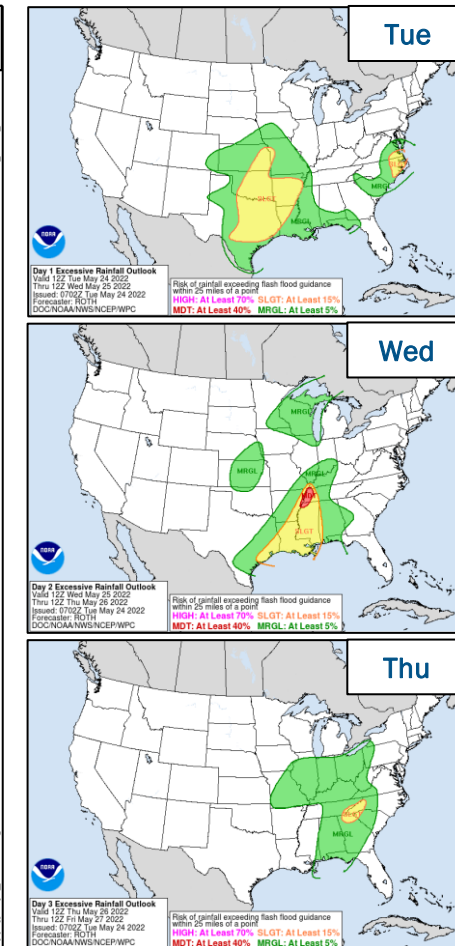 Tue
SLGT
MRGL
SLGT
MRGL
NOAA
Day 1 Excessive Rainfall Outlook
Valid 12Z Tue May 24 2022
Thru 12Z Wed May 25 2022
Issued: 0702Z Tue May 24 2022
Forecaster: ROTH
DOC/NOAA/NWS/NCEP/WPC
Risk of rainfall exceeding flash flood guidance
within 25 miles of a point
HIGH: At Least 70% SLGT: At Least 15%
MDT: At Least 40% MRGL: At Least 5%
Wed
MRGL
MRGL
MRGL
MDT
SLGT
NOAA
Day 2 Excessive Rainfall Outlook
Valid 12Z Wed May 25 2022
Thru 12Z Thu May 26 2022
Issued: 0702Z Tue May 24 2022
Forecaster: ROTH
DOC/NOAA/NWS/NCEP/WPC
Risk of rainfall exceeding flash flood guidance
within 25 miles of a point
HIGH: At Least 70% SLGT: At Least 15%
MDT: At Least 40% MRGL: At Least 5%
Thu
SLGT
MRGL
NOAA
Day 3 Excessive Rainfall Outlook
Valid 12Z Thu May 26 2022
Thru 12Z Fri May 27 2022
Issued: 0702Z Tue May 24 2022
Forecaster: ROTH
DOC/NOAA/NWS/NCEP/WPC
Risk of rainfall exceeding flash flood guidance
within 25 miles of a point
HIGH: At Least 70% SLGT: At Least 15%
MDT: At Least 40% MRGL: At Least 5%